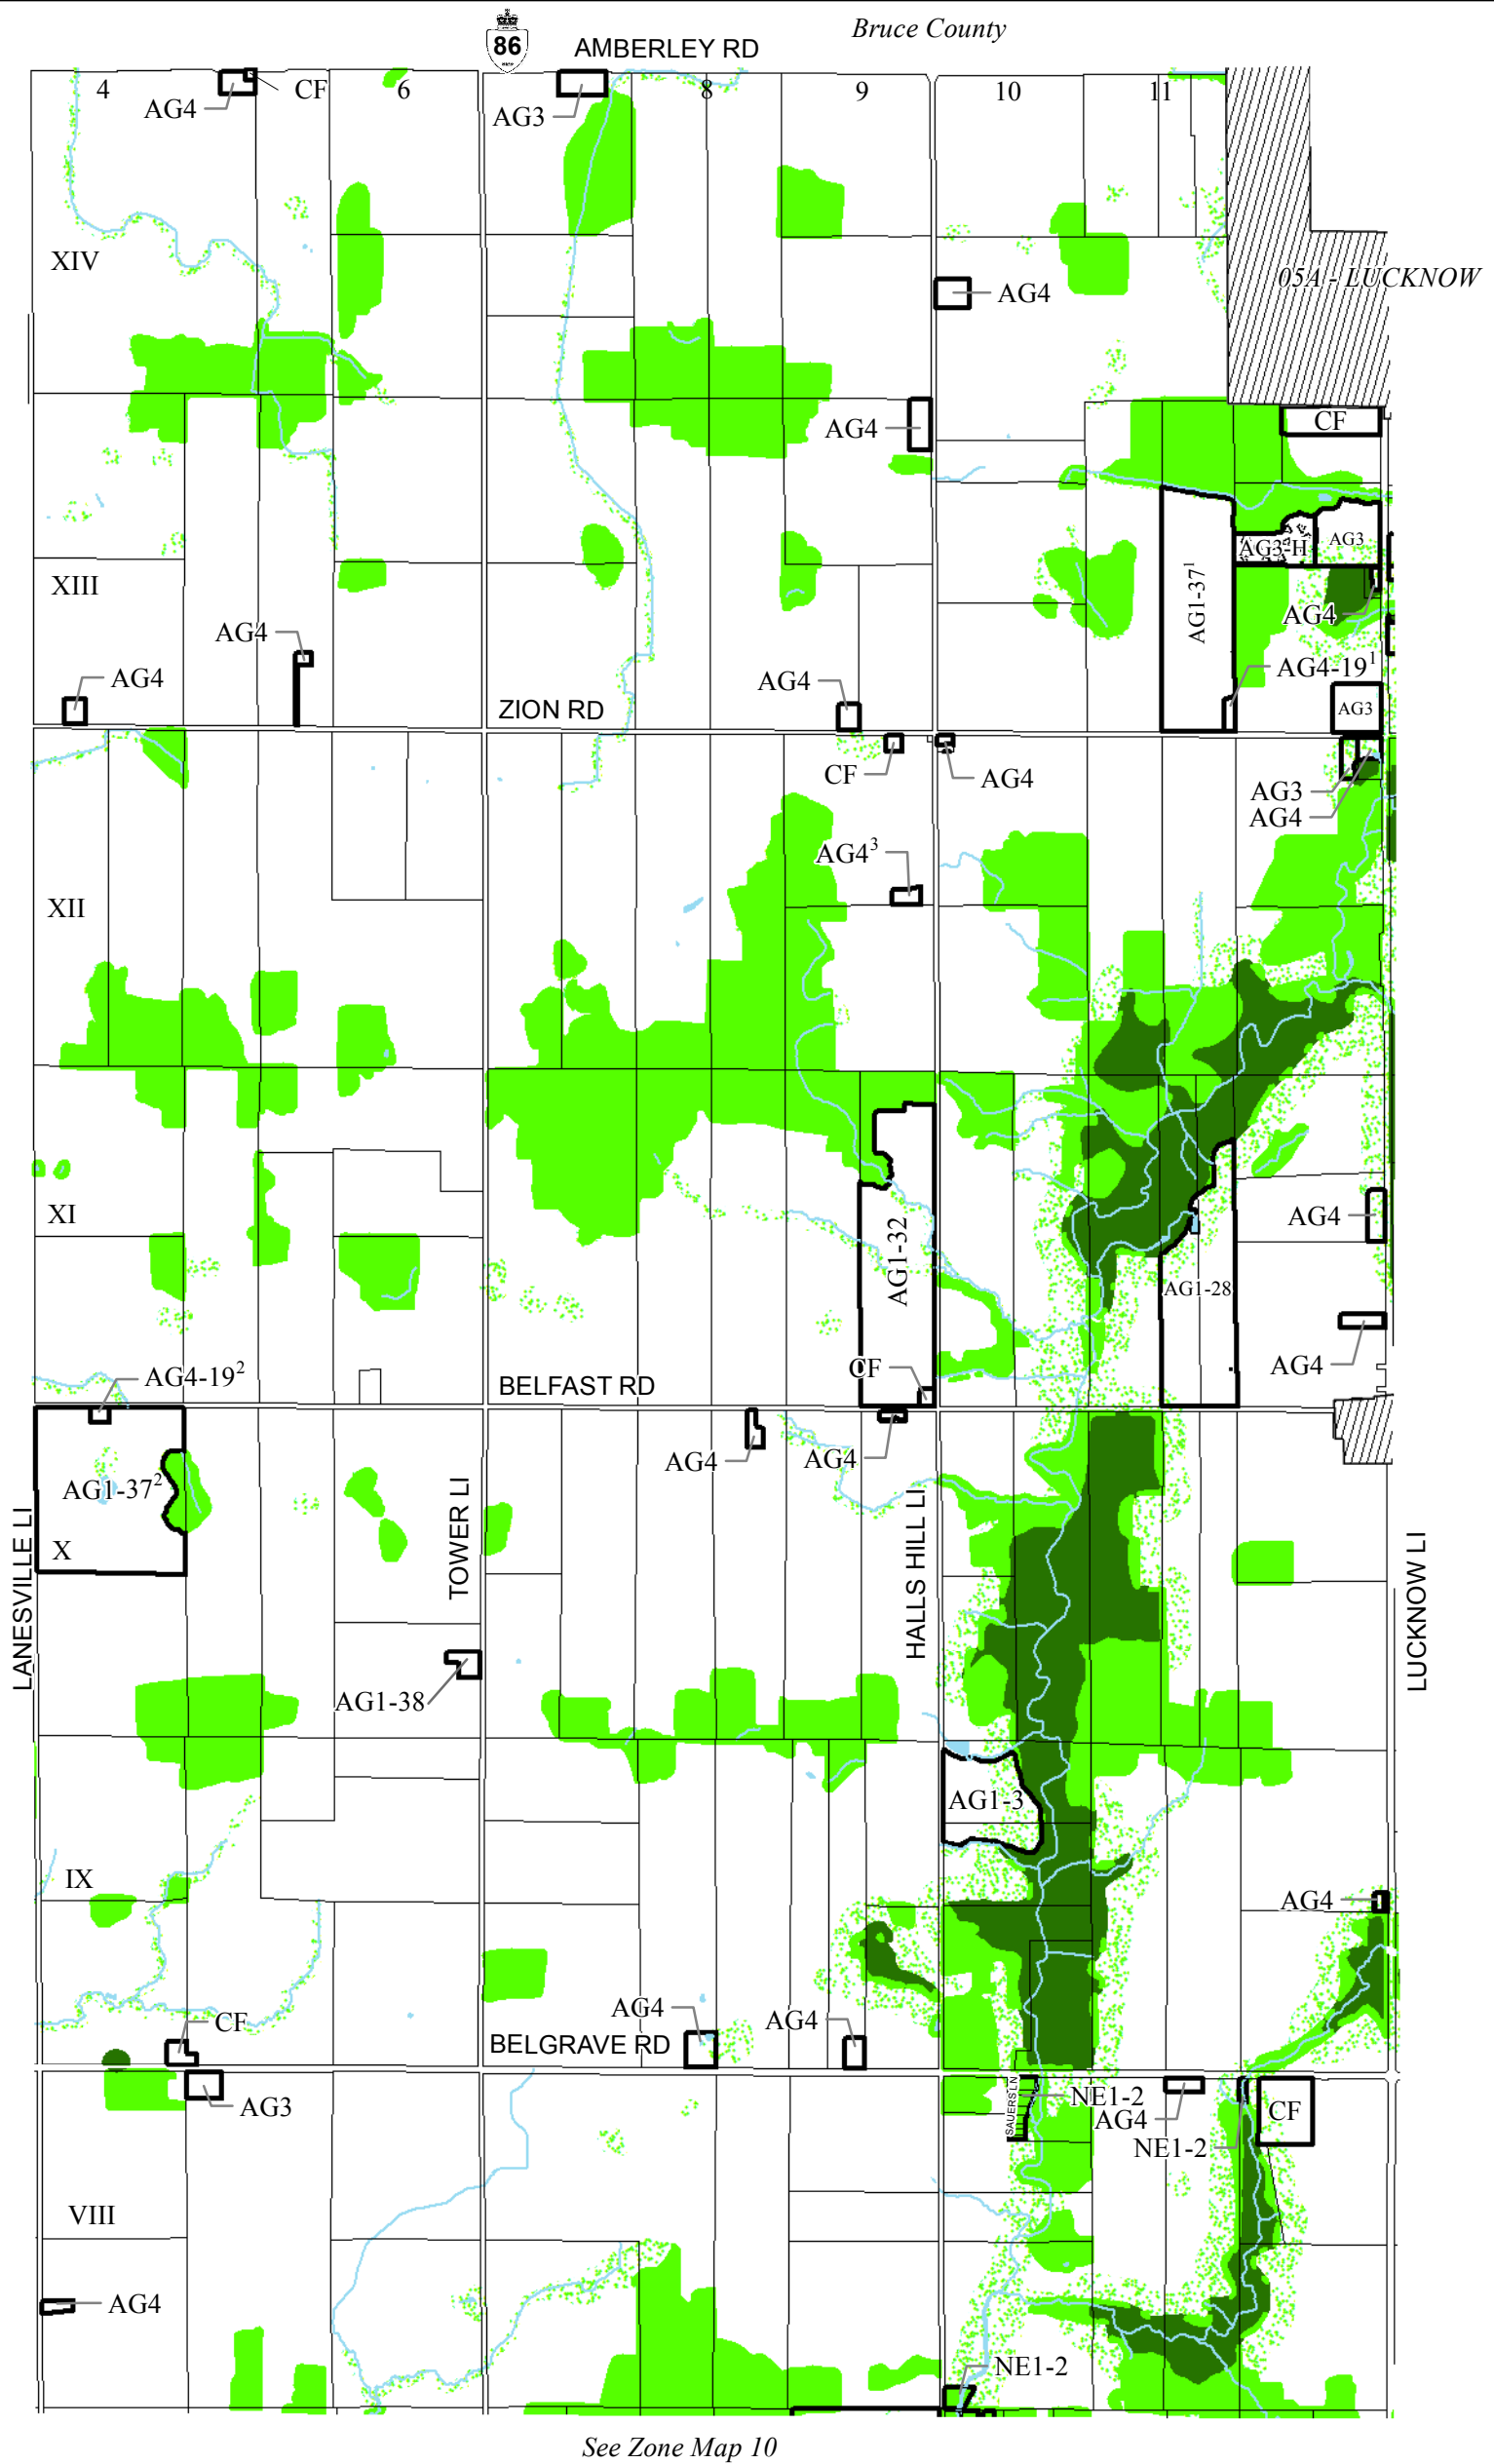 Bruce County
86
AMBERLEY RD
4
CF
6
8
9
10
11
AG4
AG3
XIV
05A - LUCKNOW
AG4
AG4
CF
AG3-H
AG3
XIII
AG1-37¹
AG4
AG4
AG4
AG4
AG4-19¹
ZION RD
AG3
CF
AG4
AG3
AG4
AG4³
XII
XI
AG4
AG1-32
AG1-28
AG4
CF
AG4-19²
BELFAST RD
AG4
AG4
AG1-37²
X
LANESVILLE LI
TOWER LI
HALLS HILL LI
LUCKNOW LI
AG1-38
AG1-3
IX
AG4
CF
AG4
AG4
BELGRAVE RD
SAUERS LN
NE1-2
AG4
CF
AG3
NE1-2
VIII
AG4
NE1-2
See Zone Map 10